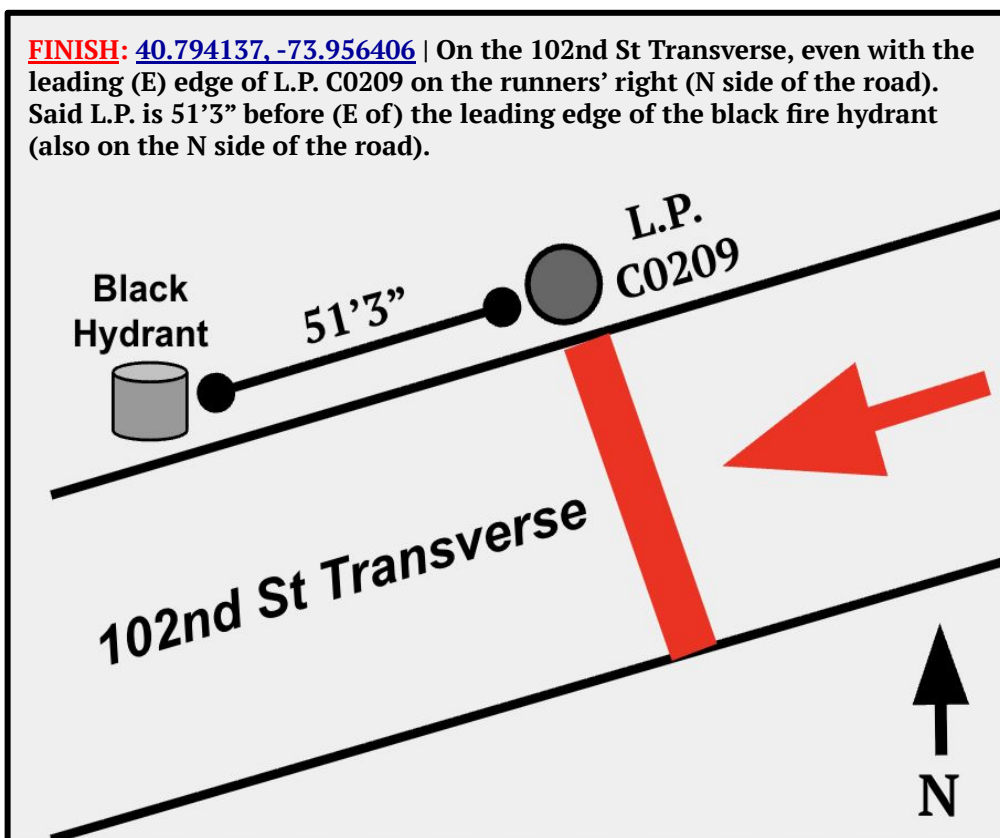 FINISH: 40.794137, -73.956406 | On the 102nd St Transverse, even with the
leading (E) edge of L.P. C0209 on the runners’ right (N side of the road).
Said L.P. is 51’3” before (E of) the leading edge of the black fire hydrant
(also on the N side of the road).
L.P.
C0209
51’3”
Black
Hydrant
102nd St Transverse
N